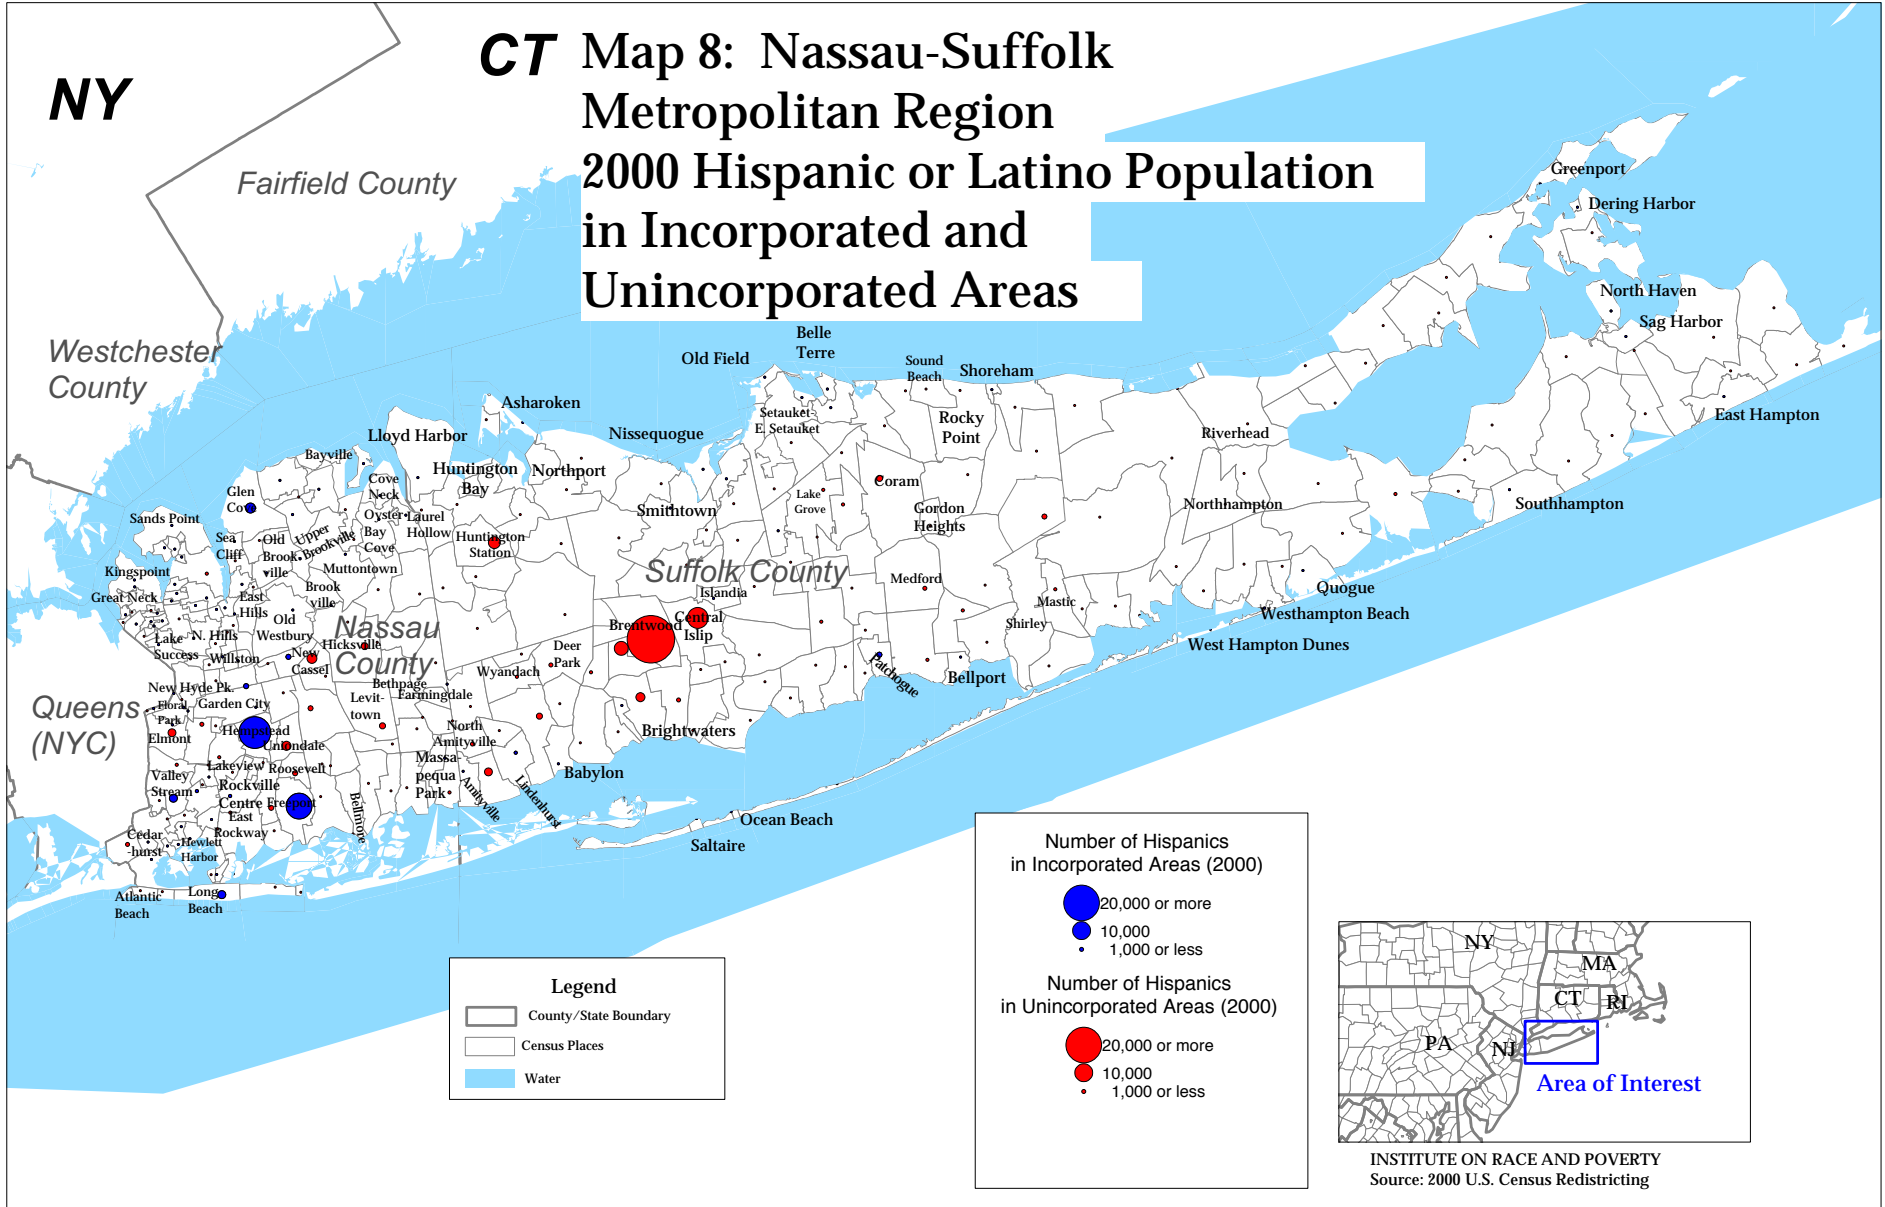 NY
CT
Map 8: Nassau-Suffolk
Metropolitan Region
2000 Hispanic or Latino Population
in Incorporated and
Unincorporated Areas
Fairfield County
Westchester
County
Queens
(NYC)
Nassau
County
Suffolk County
Greenport
Dering Harbor
North Haven
Sag Harbor
East Hampton
Southhampton
Riverhead
Northhampton
Quogue
Westhampton Beach
West Hampton Dunes
Belle
Terre
Old Field
Sound
Beach
Shoreham
Rocky
Point
Setauket-
E. Setauket
Nissequogue
Asharoken
Lloyd Harbor
Huntington
Bay
Northport
Bayville
Cove
Neck
Glen
Cove
Sands Point
Sea
Cliff
Old
Brook-
ville
Upper
Brookville
Oyster
Bay
Cove
Laurel
Hollow
Huntington
Station
Muttontown
Brook
ville
Kingspoint
Great Neck
East
Hills
Old
Westbury
Lake
Success
N. Hills
Willston
New
Cassel
Hicksville
New Hyde Pk.
Floral
Park
Garden City
Elmont
Hempstead
Uniondale
Levit-
town
Bethpage
Farmingdale
Wyandach
Deer
Park
Brentwood
Central
Islip
Islandia
Smithtown
Lake
Grove
Coram
Gordon
Heights
Medford
Mastic
Shirley
Patchogue
Bellport
Brightwaters
Babylon
Lindenhurst
North
Amityville
Amityville
Massa-
pequa
Park
Bellmore
Lakeview
Roosevelt
Rockville
Centre
Freeport
Valley
Stream
East
Rockway
Cedar
-hurst
Hewlett
Harbor
Atlantic
Beach
Long
Beach
Ocean Beach
Saltaire
Legend
County/State Boundary
Census Places
Water
Number of Hispanics
in Incorporated Areas (2000)
20,000 or more
10,000
1,000 or less
Number of Hispanics
in Unincorporated Areas (2000)
20,000 or more
10,000
1,000 or less
NY
MA
CT
RI
PA
NJ
Area of Interest
INSTITUTE ON RACE AND POVERTY
Source: 2000 U.S. Census Redistricting